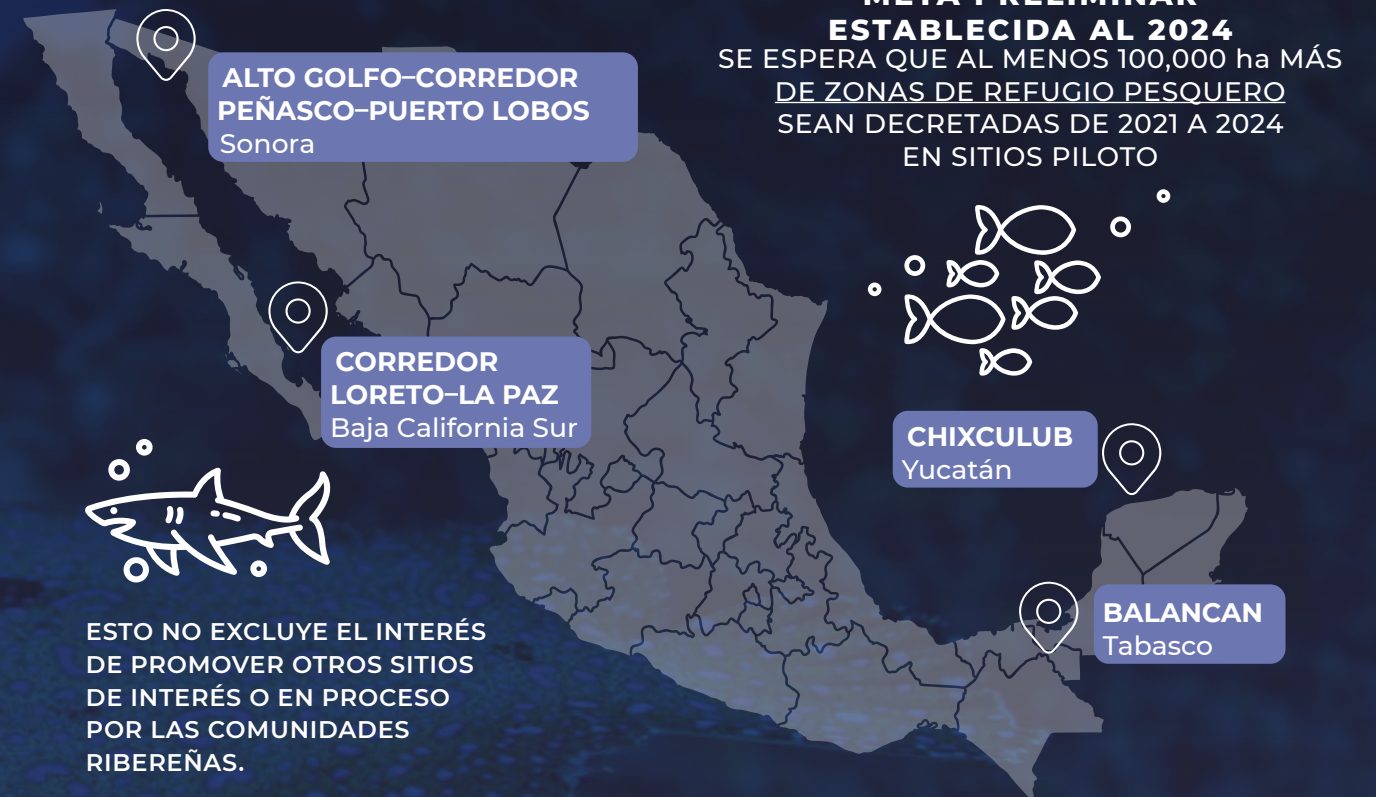 META PRELIMINAR
ESTABLECIDA AL 2024
SE ESPERA QUE AL MENOS 100,000 ha MÁS
DE ZONAS DE REFUGIO PESQUERO
SEAN DECRETADAS DE 2021 A 2024
EN SITIOS PILOTO
ALTO GOLFO–CORREDOR
PEÑASCO–PUERTO LOBOS
Sonora
CORREDOR
LORETO–LA PAZ
Baja California Sur
CHIXCULUB
Yucatán
BALANCAN
Tabasco
ESTO NO EXCLUYE EL INTERÉS
DE PROMOVER OTROS SITIOS
DE INTERÉS O EN PROCESO
POR LAS COMUNIDADES
RIBEREÑAS.